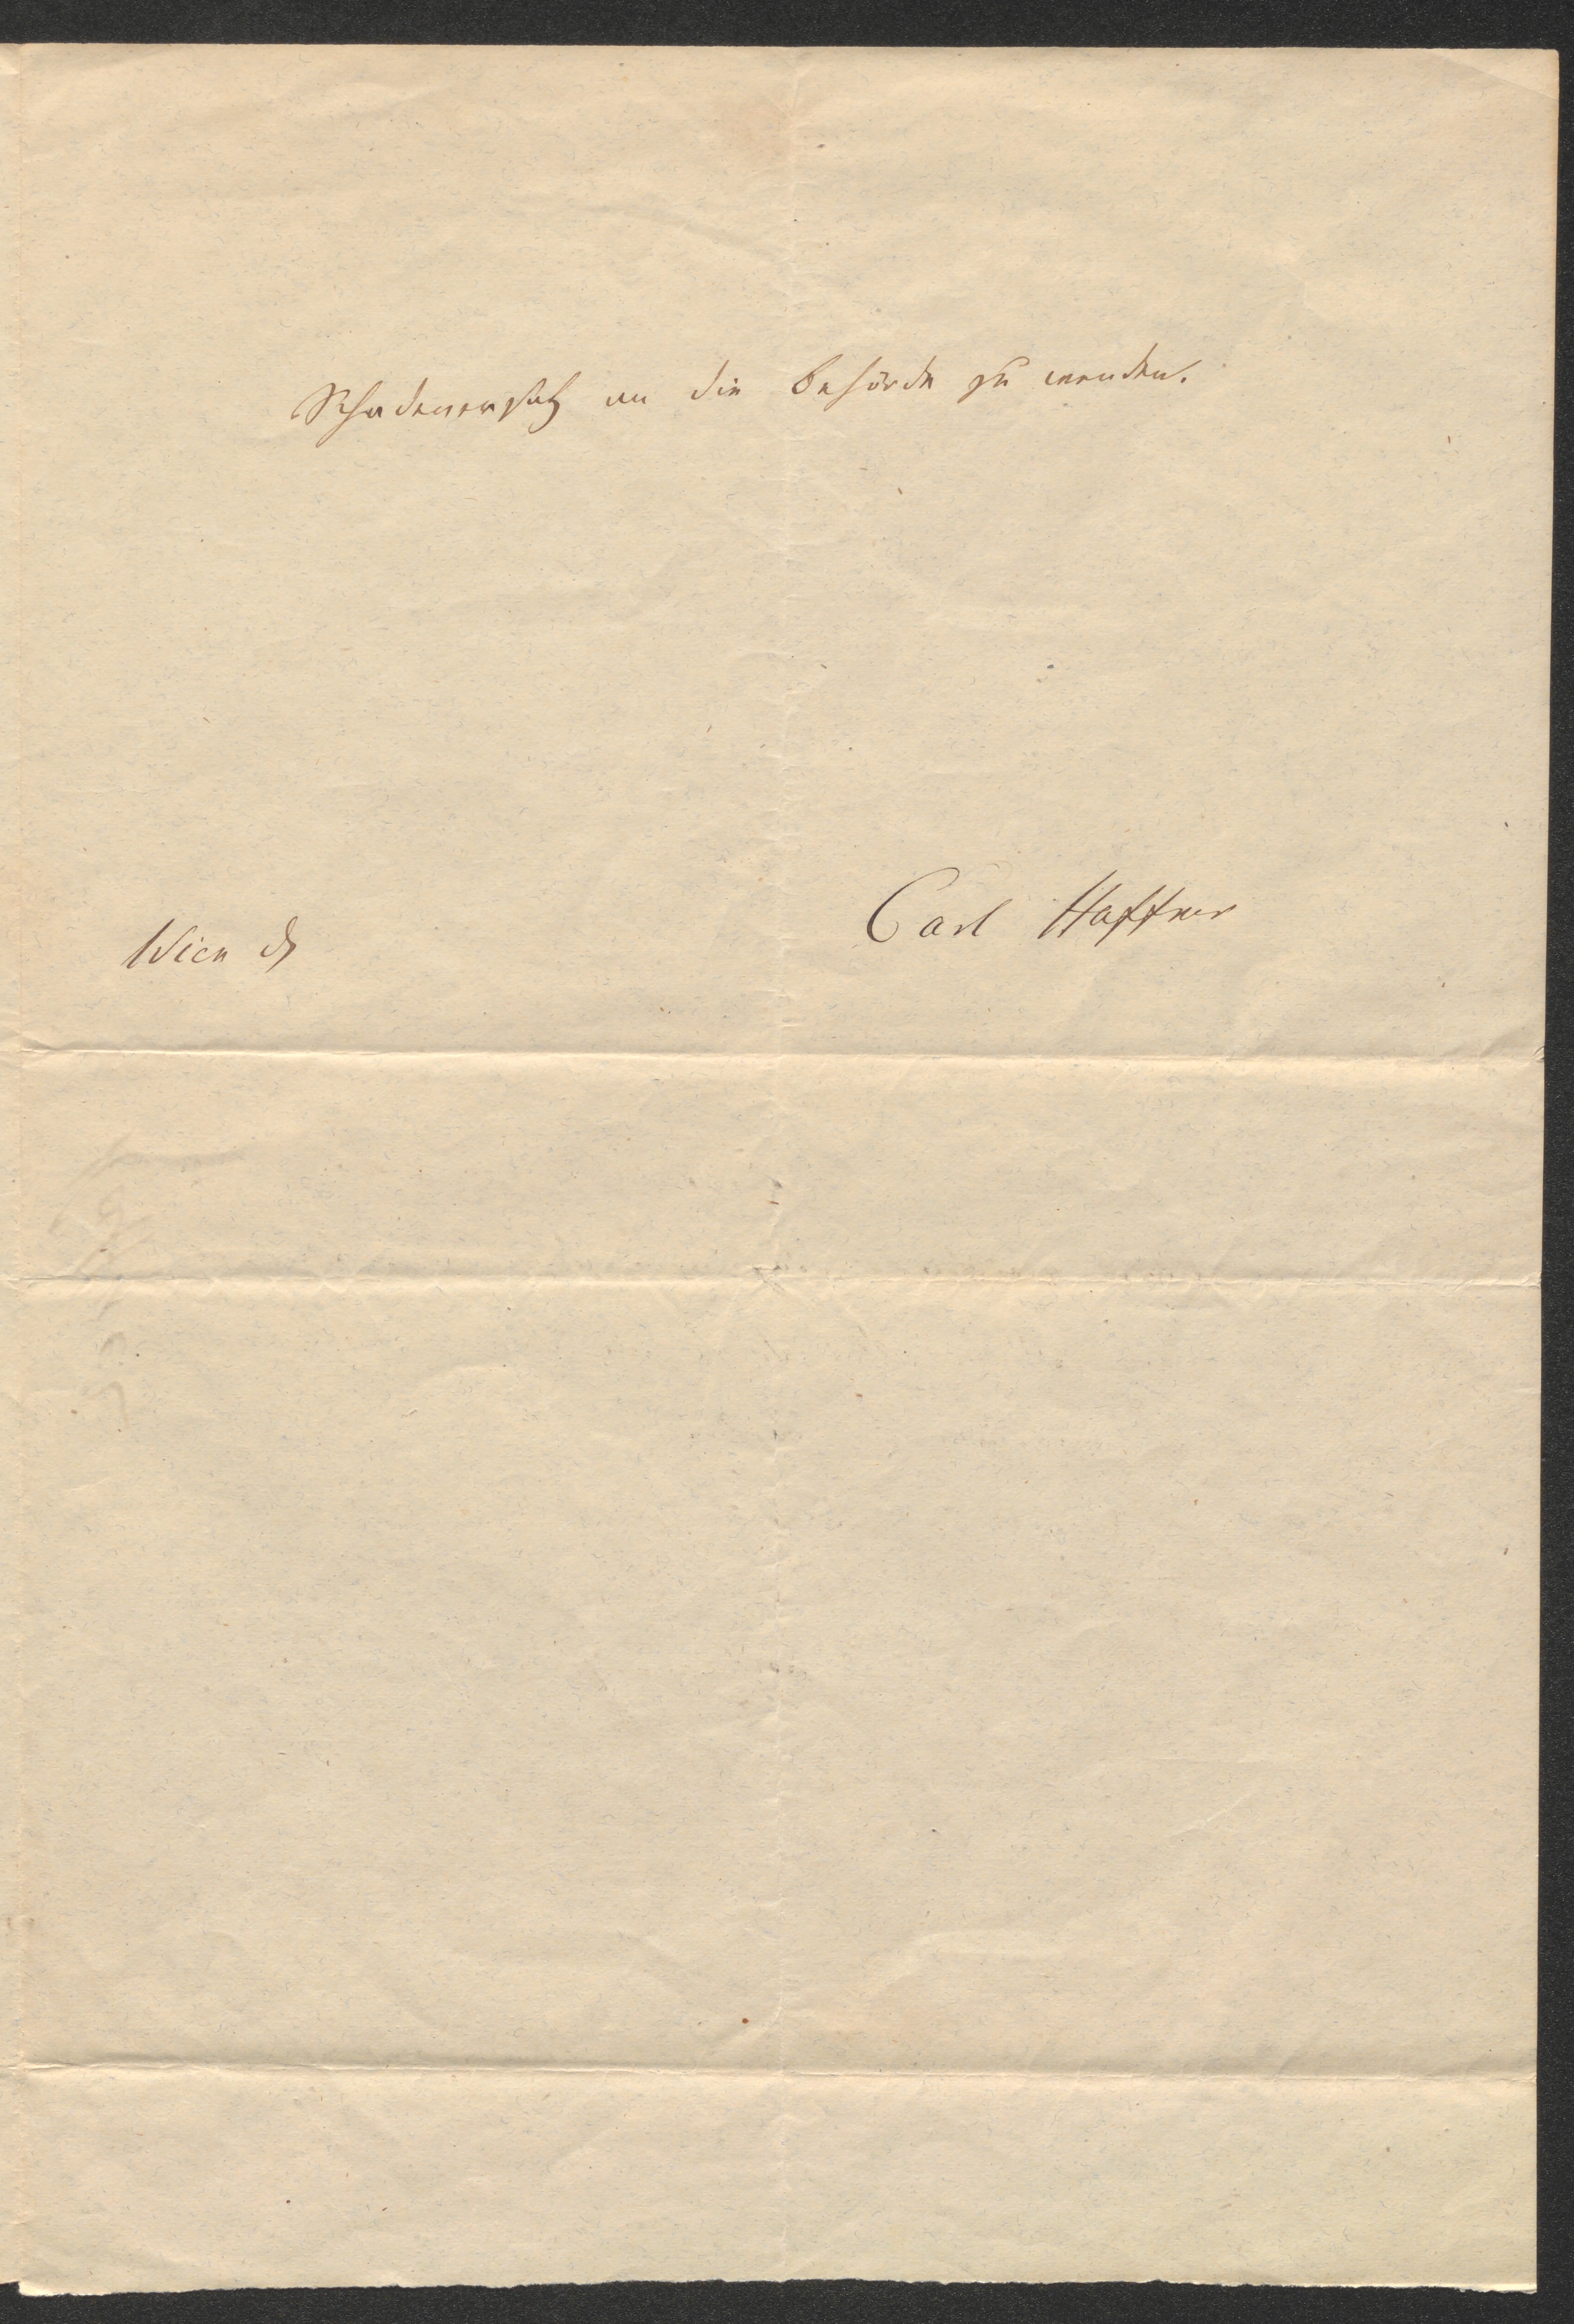 Schadenersatz an die Behörde zu wenden.
Carl Haffner
Wien d